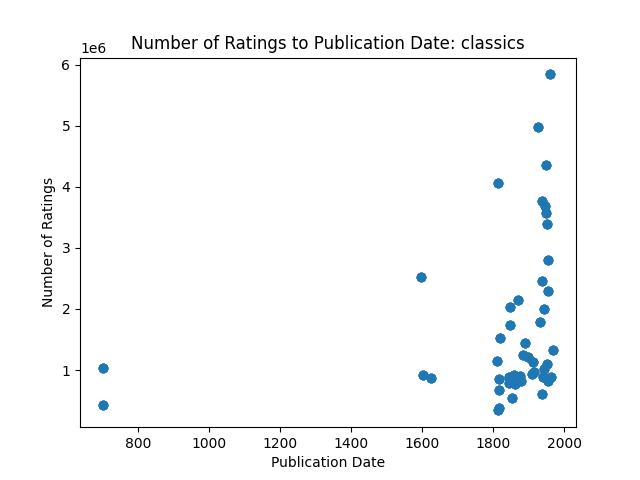 Number of Ratings to Publication Date: classics
1e6
6
5
4
3
2
1
Number of Ratings
800 1000 1200 1400 1600 1800 2000
Publication Date